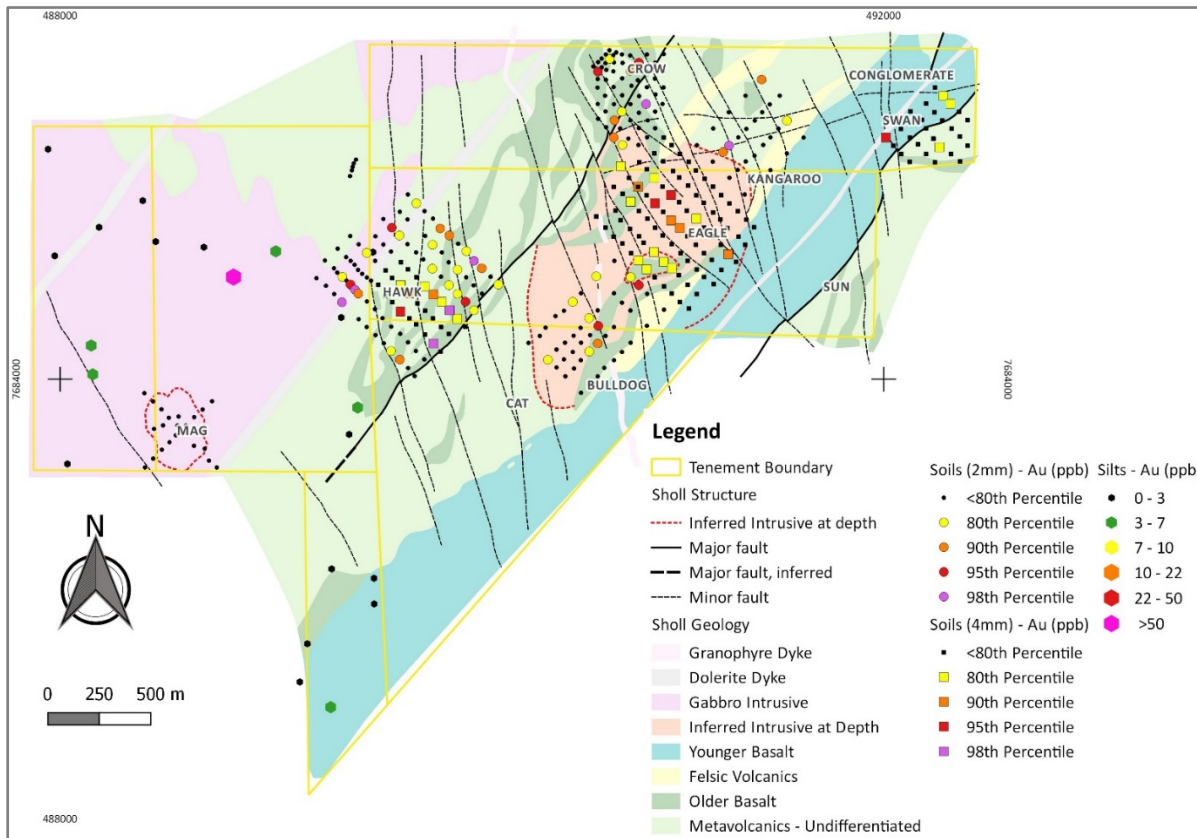 488000
492000
CROW
CONGLOMERATE
SWAN
KANGAROO
EAGLE
HAWK
SUN
7684000
7684000
BULLDOG
CAT
MAG
N
0 250 500 m
488000
Legend
Tenement Boundary
Sholl Structure
Inferred Intrusive at depth
Major fault
Major fault, inferred
Minor fault
Sholl Geology
Granophyre Dyke
Dolerite Dyke
Gabbro Intrusive
Inferred Intrusive at Depth
Younger Basalt
Felsic Volcanics
Older Basalt
Metavolcanics - Undifferentiated
Soils (2mm) - Au (ppb)
<80th Percentile
80th Percentile
90th Percentile
95th Percentile
98th Percentile
Soils (4mm) - Au (ppb)
<80th Percentile
80th Percentile
90th Percentile
95th Percentile
98th Percentile
Silts - Au (ppb
0 - 3
3 - 7
7 - 10
10 - 22
22 - 50
>50